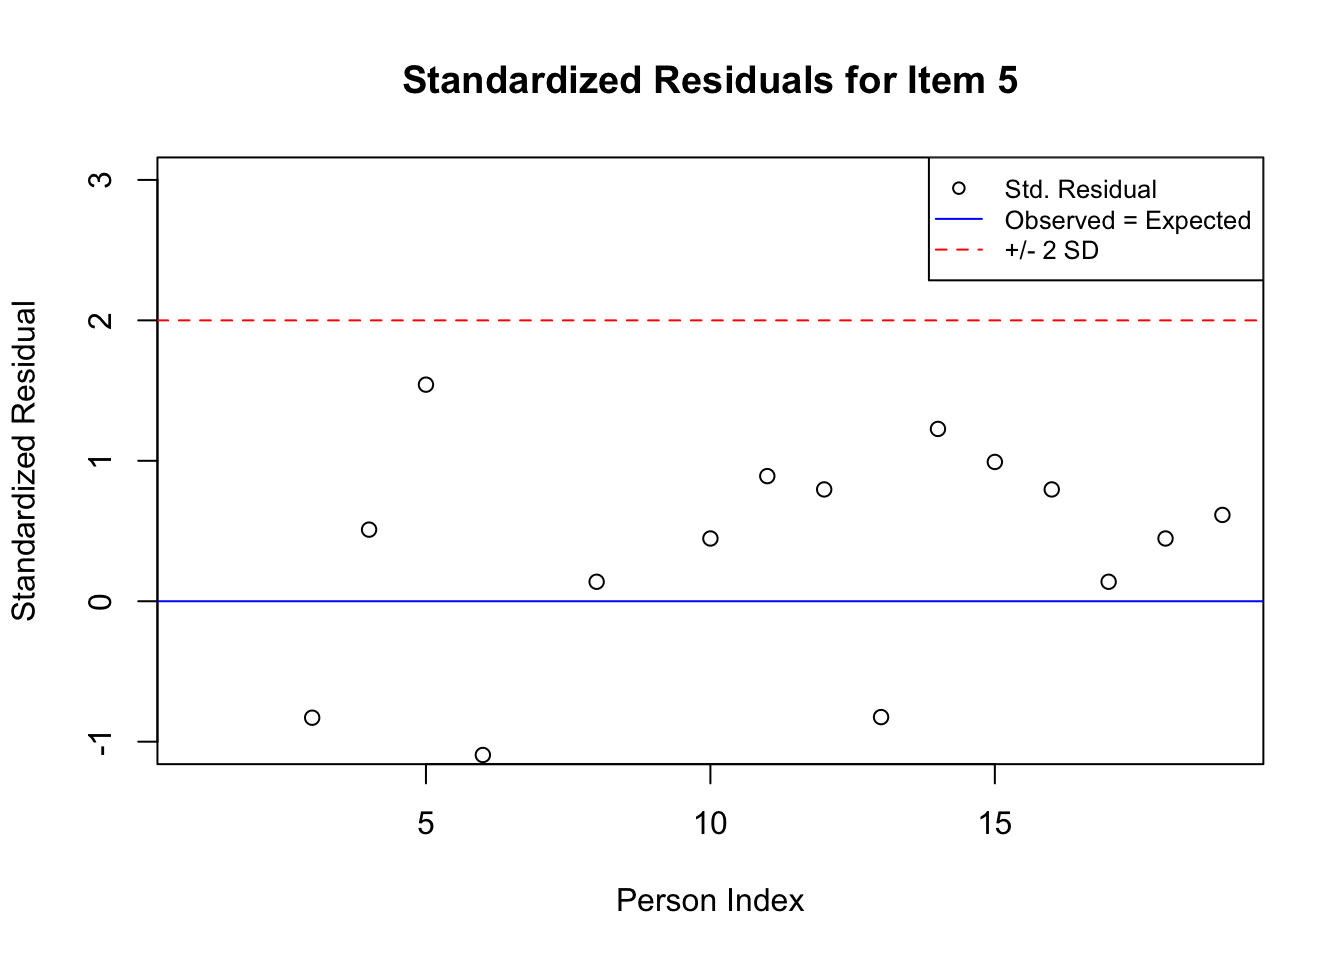 Standardized Residuals for Item 5
3
Std. Residual
Observed = Expected
+/- 2 SD
2
1
0
-1
Standardized Residual
5 10 15
Person Index